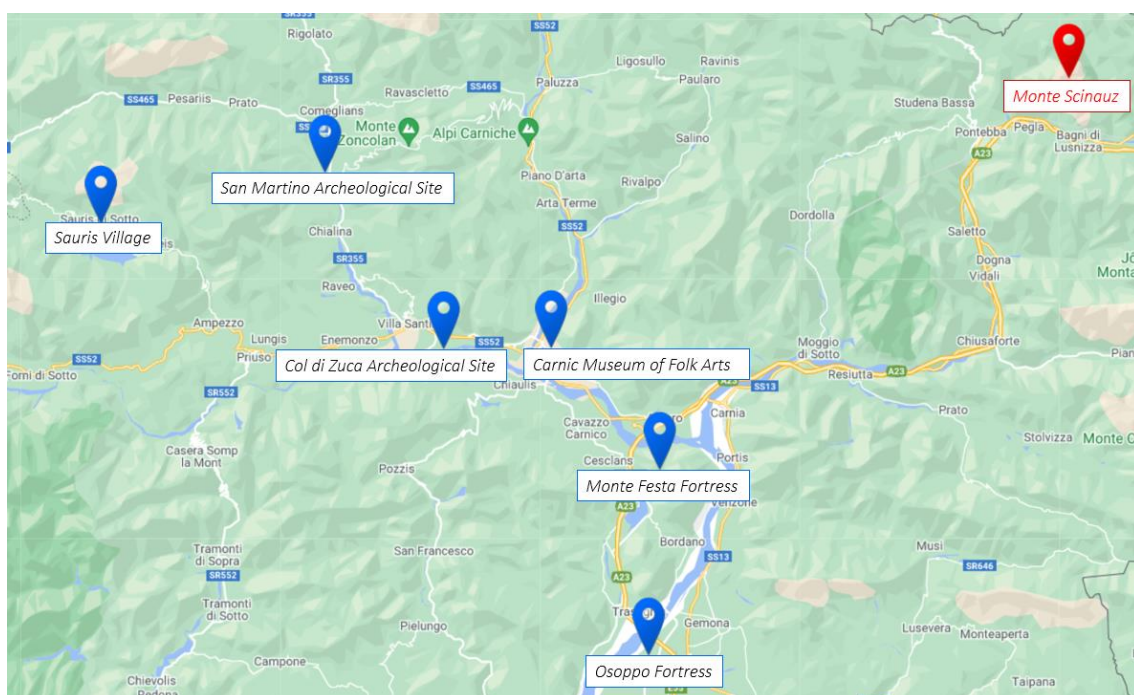 SS52
Rigolato
Ligosullo
Ravinis
Monte Scinauz
SR355
Paluzza
Paularo
SS465
Pesariis
Prato
Ravascletto
SS465
Studena Bassa
Comeglians
Monte
Zoncolan
Alpi Carniche
Salino
Pontebba
Pegla
Bagni di
Lusnizza
A23
San Martino Archeological Site
Piano D'arta
Rivalpo
Arta Terme
Dordolla
Sauris di Sotto
Sauris Village
Chialina
SS52
Saletto
SR355
Dogna
Vidali
Raveo
Illegio
Ampezzo
Villa Santi
Lungis
Enemonzo
SS52
Moggio
di Sotto
Chiusaforte
SS52
Priuso
Col di Zuca Archeological Site
Carnic Museum of Folk Arts
Forni di Sotto
Resiutta
A23
Chiaulis
A23
SS13
SR552
Cavazzo
Carnico
Carnia
Prato
Casera Somp
la Mont
Cesclans
Portis
Stolvizza
Pozzis
Monte Festa Fortress
A23
Venzone
Tramonti
di Sopra
San Francesco
Bordano
Musi
SR552
SS13
SR646
A23
Tramonti
di Sotto
Pielungo
Gemona
Lusevera
Monteaperta
Campone
Osoppo Fortress
Chievolis
Taipana